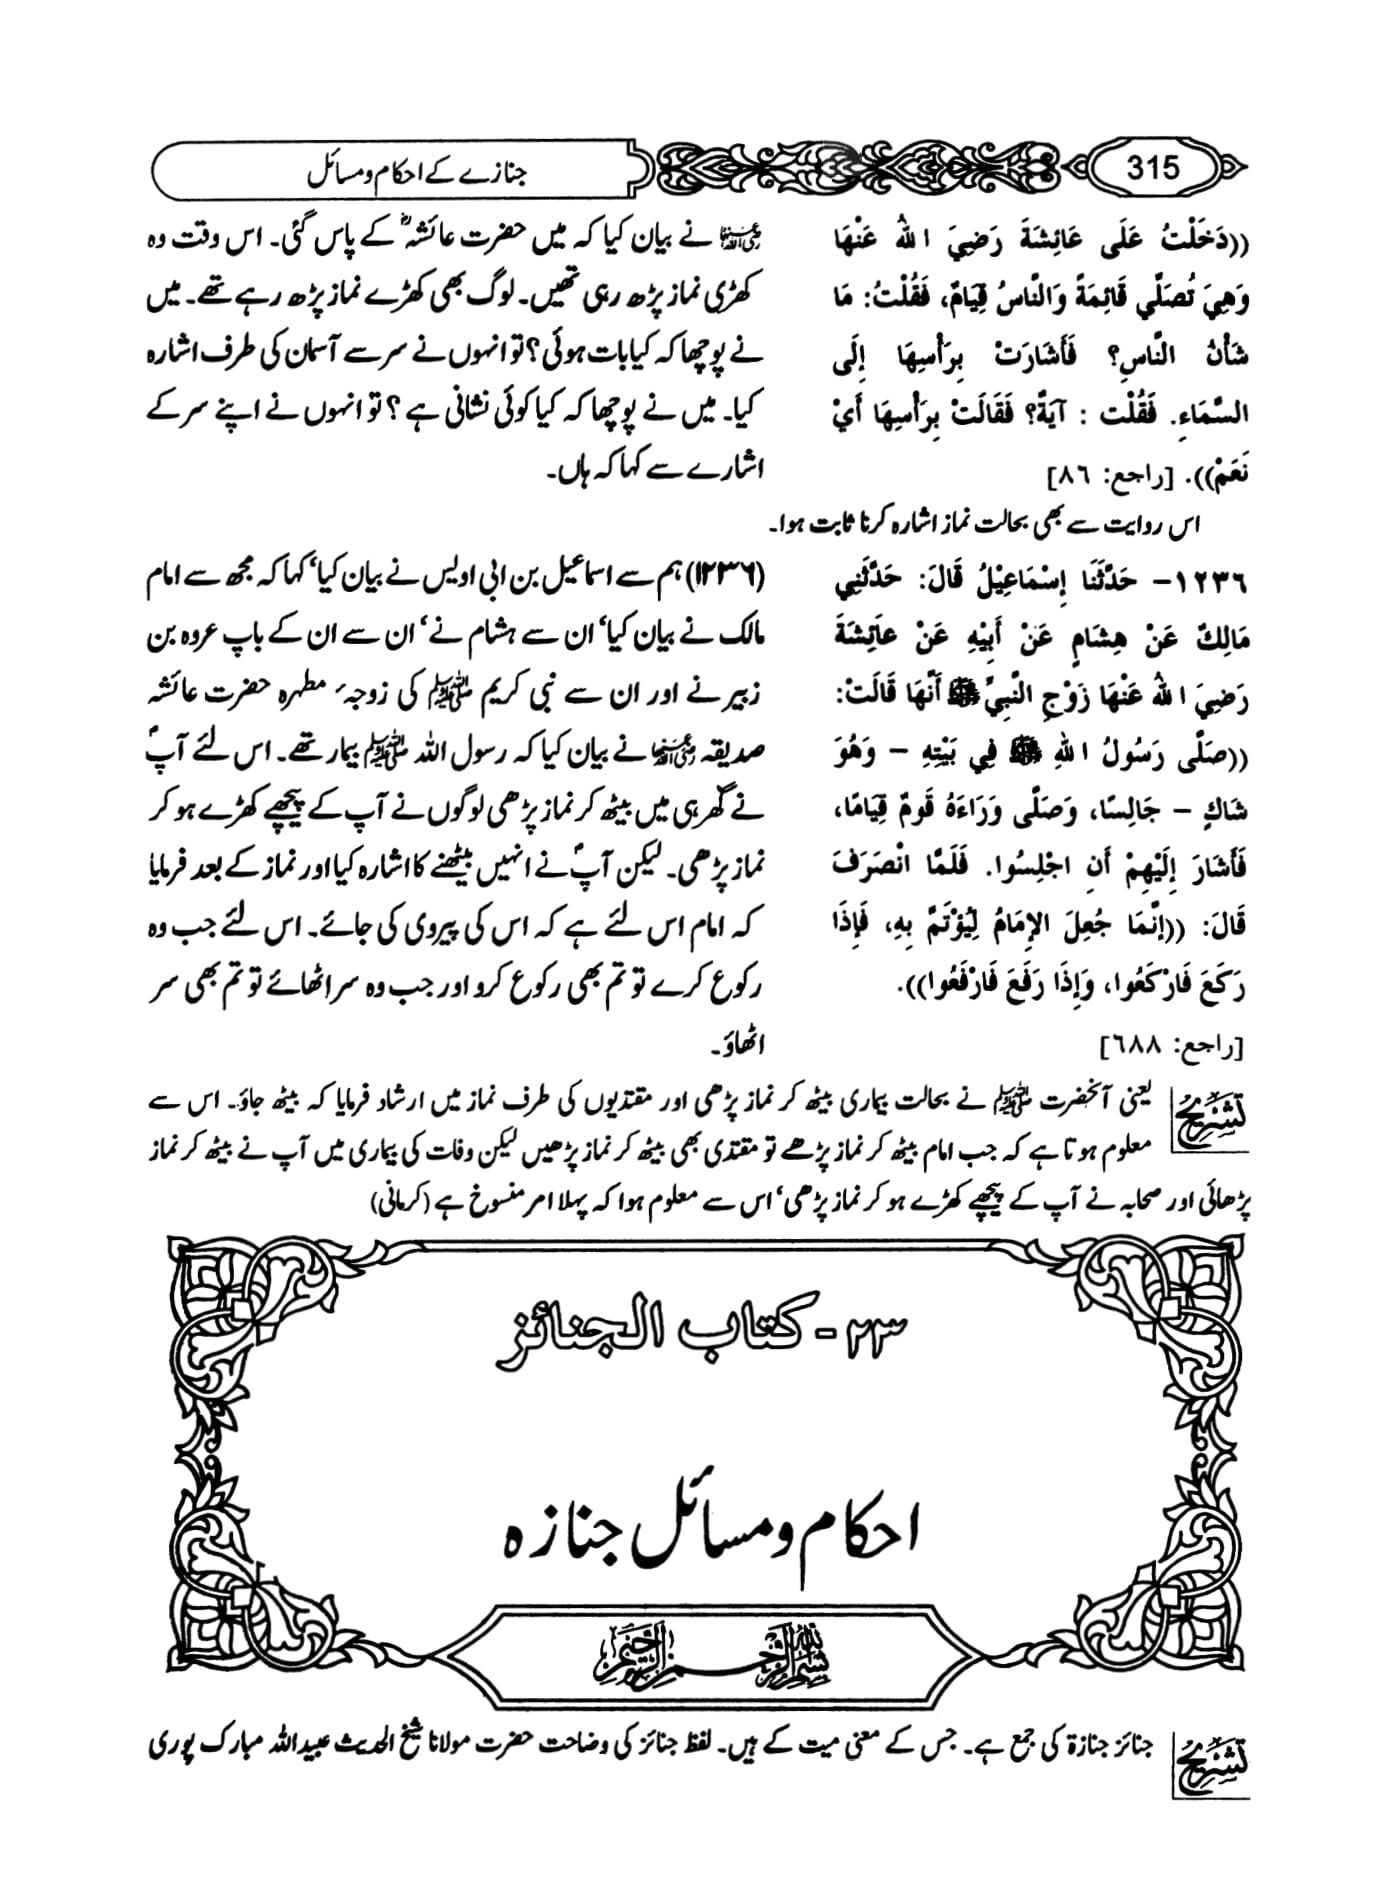 315
جنازے کے احکام و مسائل
((دَخَلْتُ عَلَى عَائِشَةَ رَضِيَ اللهُ عَنْهَا
وَهِيَ تُصَلِّي قَائِمَةً وَالنَّاسُ قِيَامٌ، فَقُلْتُ: مَا
شَأْنُ النَّاسِ؟ فَأَشَارَتْ بِرَأْسِهَا إِلَى
السَّمَاءِ. فَقُلْت : آيَةٌ؟ فَقَالَتْ بِرَأْسِهَا أَيْ
نَعَمْ)). [راجع: ٨٦]
رضی اللہ عنہا نے بیان کیا کہ میں حضرت عائشہؓ کے پاس گئی۔ اس وقت وہ
کھڑی نماز پڑھ رہی تھیں۔ لوگ بھی کھڑے نماز پڑھ رہے تھے۔ میں
نے پوچھا کہ کیا بات ہوئی؟ تو انہوں نے سر سے آسمان کی طرف اشارہ
کیا۔ میں نے پوچھا کہ کیا کوئی نشانی ہے ؟ تو انہوں نے اپنے سر کے
اشارے سے کہا کہ ہاں۔
اس روایت سے بھی بحالت نماز اشارہ کرنا ثابت ہوا۔
١٢٣٦- حَدَّثَنَا إِسْمَاعِيْلُ قَالَ: حَدَّثَنِي
مَالِكٌ عَنْ هِشَامٍ عَنْ أَبِيْهِ عَنْ عَائِشَةَ
رَضِيَ اللهُ عَنْهَا زَوْجِ النَّبِيِّ ﷺ أَنَّهَا قَالَتْ:
((صَلَّى رَسُولُ اللهِ ﷺ فِي بَيْتِهِ – وَهُوَ
شَاكٍ – جَالِسًا، وَصَلَّى وَرَاءَهُ قَومٌ قِيَامًا،
فَأَشَارَ إِلَيْهِمْ أَنِ اجْلِسُوا. فَلَمَّا انْصَرَفَ
قَالَ: ((إِنَّمَا جُعِلَ الإِمَامُ لِيُؤْتَمَّ بِهِ، فَإِذَا
رَكَعَ فَارْكَعُوا، وَإِذَا رَفَعَ فَارْفَعُوا)).
[راجع: ٦٨٨]
(۱۲۳۶) ہم سے اسماعیل بن ابی اویس نے بیان کیا‘ کہا کہ مجھ سے امام
مالک نے بیان کیا‘ ان سے ہشام نے‘ ان سے ان کے باپ عروہ بن
زبیر نے اور ان سے نبی کریم ﷺ کی زوجہ ٔ مطہرہ حضرت عائشہ
صدیقہ رضی اللہ عنہا نے بیان کیا کہ رسول اللہ ﷺ بیمار تھے۔ اس لئے آپؐ
نے گھر ہی میں بیٹھ کر نماز پڑھی لوگوں نے آپ کے پیچھے کھڑے ہو کر
نماز پڑھی۔ لیکن آپؐ نے انہیں بیٹھنے کا اشارہ کیا اور نماز کے بعد فرمایا
کہ امام اس لئے ہے کہ اس کی پیروی کی جائے۔ اس لئے جب وہ
رکوع کرے تو تم بھی رکوع کرو اور جب وہ سر اٹھائے تو تم بھی سر
اٹھاؤ۔
تشریح
یعنی آنحضرت ﷺ نے بحالت بیماری بیٹھ کر نماز پڑھی اور مقتدیوں کی طرف نماز میں ارشاد فرمایا کہ بیٹھ جاؤ۔ اس سے
معلوم ہوتا ہے کہ جب امام بیٹھ کر نماز پڑھے تو مقتدی بھی بیٹھ کر نماز پڑھیں لیکن وفات کی بیماری میں آپ نے بیٹھ کر نماز
پڑھائی اور صحابہ نے آپ کے پیچھے کھڑے ہو کر نماز پڑھی‘ اس سے معلوم ہوا کہ پہلا امر منسوخ ہے (کرمانی)
۲۳ - كتاب الجنائز
احکام و مسائل جنازہ
بسم الله الرحمن الرحيم
تشریح
جنائز جنازة کی جمع ہے۔ جس کے معنی میت کے ہیں۔ لفظ جنائز کی وضاحت حضرت مولانا شیخ الحدیث عبید اللہ مبارک پوری